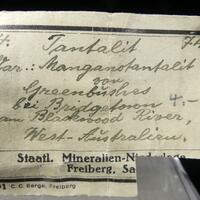 Tantalit
Var.: Manganotantalit
von
Greenbushes
bei Bridgetown 4.-
am Blackwood River,
West-Australien.
Staatl. Mineralien-Niederlage
Freiberg, Sa
C. C. Berge, Freiberg